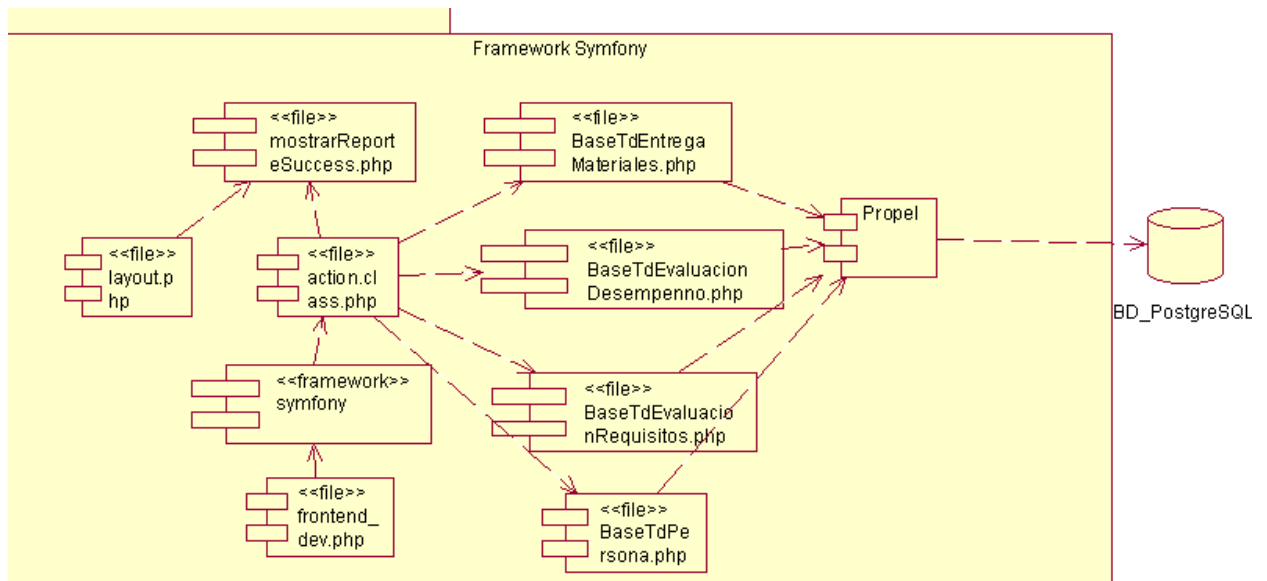 Framework Symfony
<<file>>
mostrarReport
eSuccess.php
<<file>>
BaseTdEntrega
Materiales.php
Propel
<<file>>
layout.p
hp
<<file>>
action.cl
ass.php
<<file>>
BaseTdEvaluacion
Desempenno.php
BD_PostgreSQL
<<framework>>
symfony
<<file>>
BaseTdEvaluacio
nRequisitos.php
<<file>>
frontend_
dev.php
<<file>>
BaseTdPe
rsona.php